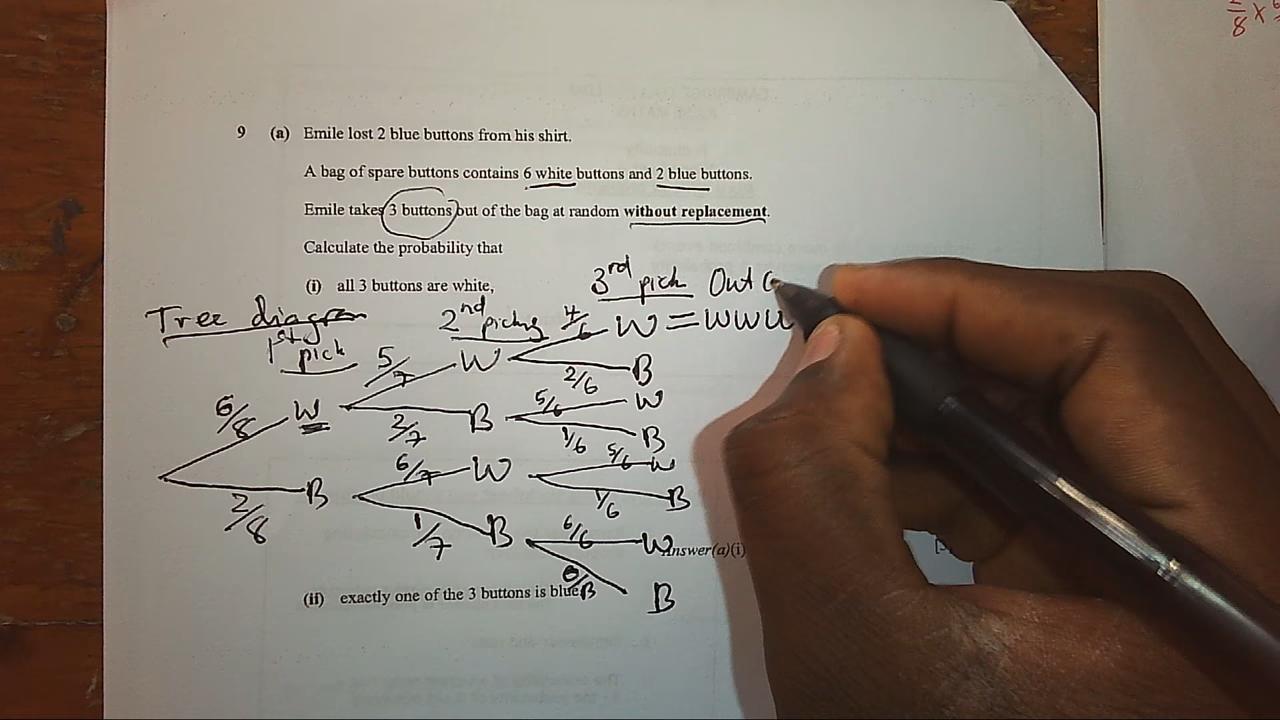 9 (a) Emile lost 2 blue buttons from his shirt.
A bag of spare buttons contains 6 white buttons and 2 blue buttons.
Emile takes 3 buttons out of the bag at random without replacement.
Calculate the probability that
(i) all 3 buttons are white,
3rd pick Out
Tree diagram
1st pick
2nd picking
4/6 W = WWW
5/7 W
2/6 B
6/8 W
2/7 B
5/6 W
1/6 B
6/7 W
5/6 W
1/6 B
2/8 B
1/7 B
6/6 W
Answer(a)(i)
B
(ii) exactly one of the 3 buttons is blue